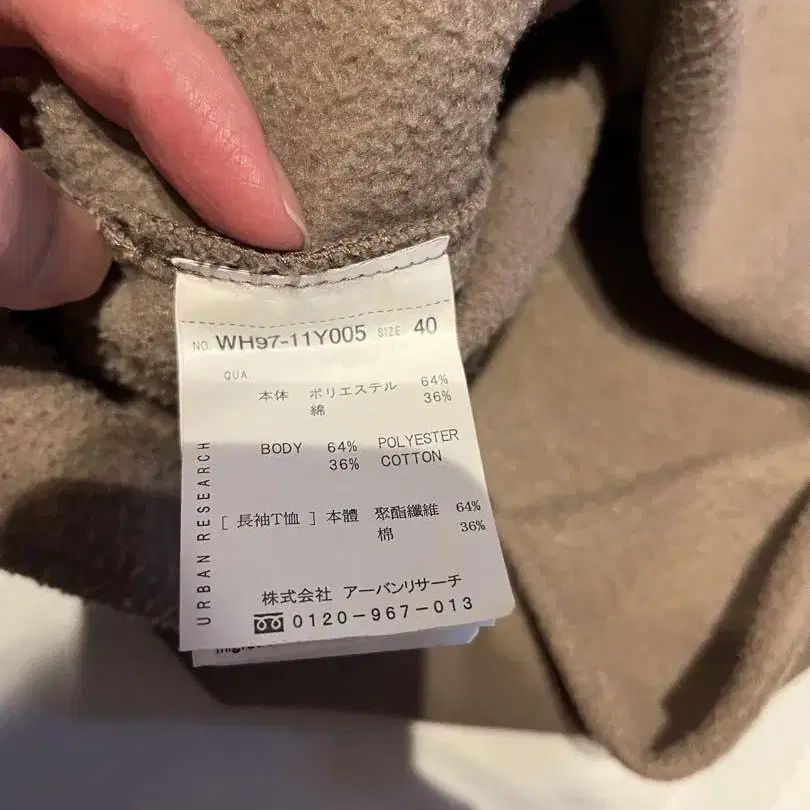 NO. WH97-11Y005 SIZE 40
QUA.
本体 ポリエステル 64%
綿 36%
BODY 64% POLYESTER
36% COTTON
[ 長袖T恤 ] 本體 聚酯纖維 64%
棉 36%
URBAN RESEARCH
株式会社 アーバンリサーチ
0120-967-013